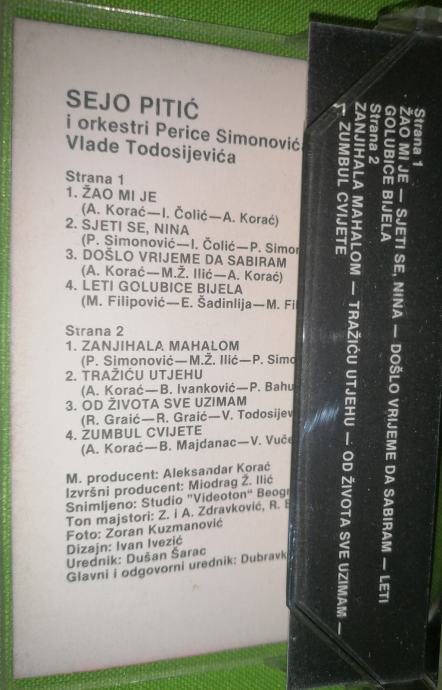 SEJO PITIĆ
i orkestri Perice Simonovića
Vlade Todosijevića
Strana 1
1. ŽAO MI JE
(A. Korać—I. Čolić—A. Korać)
2. SJETI SE, NINA
(P. Simonović—I. Čolić—P. Simon
3. DOŠLO VRIJEME DA SABIRAM
(A. Korać—M.Ž. Ilić—A. Korać)
4. LETI GOLUBICE BIJELA
(M. Filipović—E. Šadinlija—M. Fil
Strana 2
1. ZANJIHALA MAHALOM
(P. Simonović—M.Ž. Ilić—P. Simo
2. TRAŽIĆU UTJEHU
(A. Korać—B. Ivanković—P. Bahu
3. OD ŽIVOTA SVE UZIMAM
(R. Graić—R. Graić—V. Todosijev
4. ZUMBUL CVIJETE
(A. Korać—B. Majdanac—V. Vuče
M. producent: Aleksandar Korać
Izvršni producent: Miodrag Ž. Ilić
Snimljeno: Studio "Videoton" Beogr
Ton majstori: Z. i A. Zdravković, R.
Foto: Zoran Kuzmanović
Dizajn: Ivan Ivezić
Urednik: Dušan Šarac
Glavni i odgovorni urednik: Dubravk
Strana 1
ŽAO MI JE — SJETI SE, NINA — DOŠLO VRIJEME DA SABIRAM — LETI
GOLUBICE BIJELA
Strana 2
ZANJIHALA MAHALOM — TRAŽIĆU UTJEHU — OD ŽIVOTA SVE UZIMAM —
ZUMBUL CVIJETE